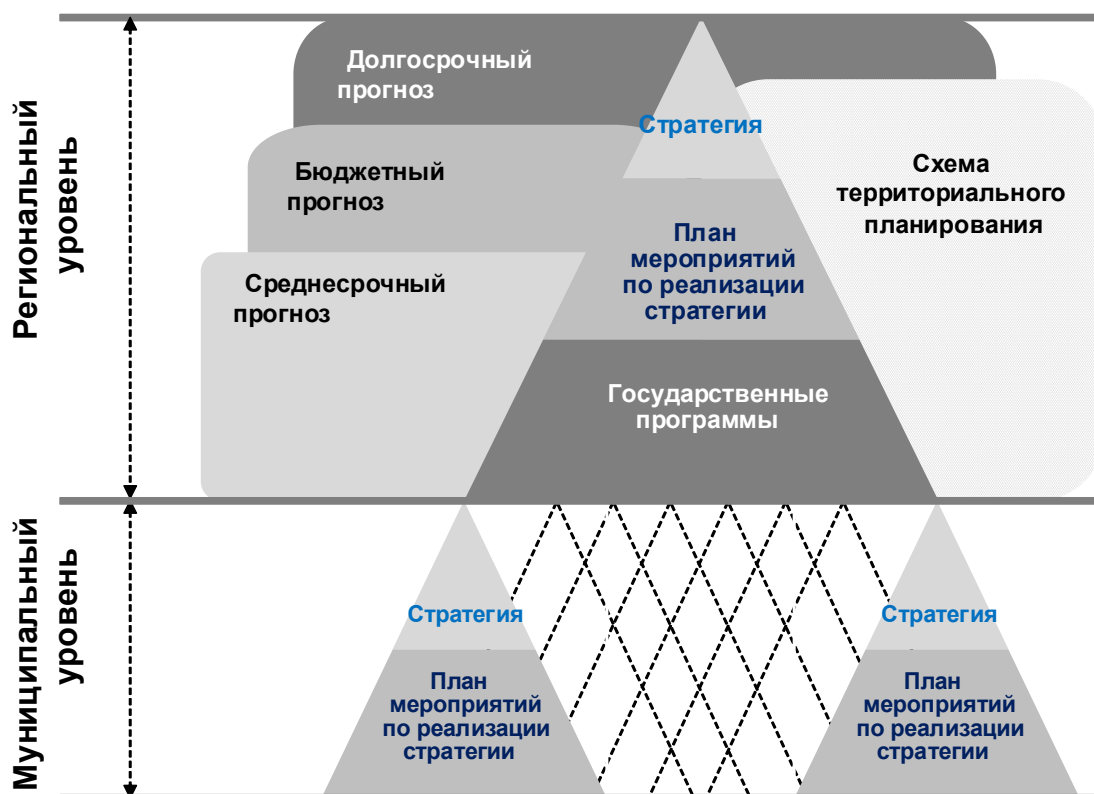 Региональный
уровень
Долгосрочный
прогноз
Стратегия
Бюджетный
прогноз
Схема
территориального
планирования
План
мероприятий
по реализации
стратегии
Среднесрочный
прогноз
Государственные
программы
Муниципальный
уровень
Стратегия
План
мероприятий
по реализации
стратегии
Стратегия
План
мероприятий
по реализации
стратегии